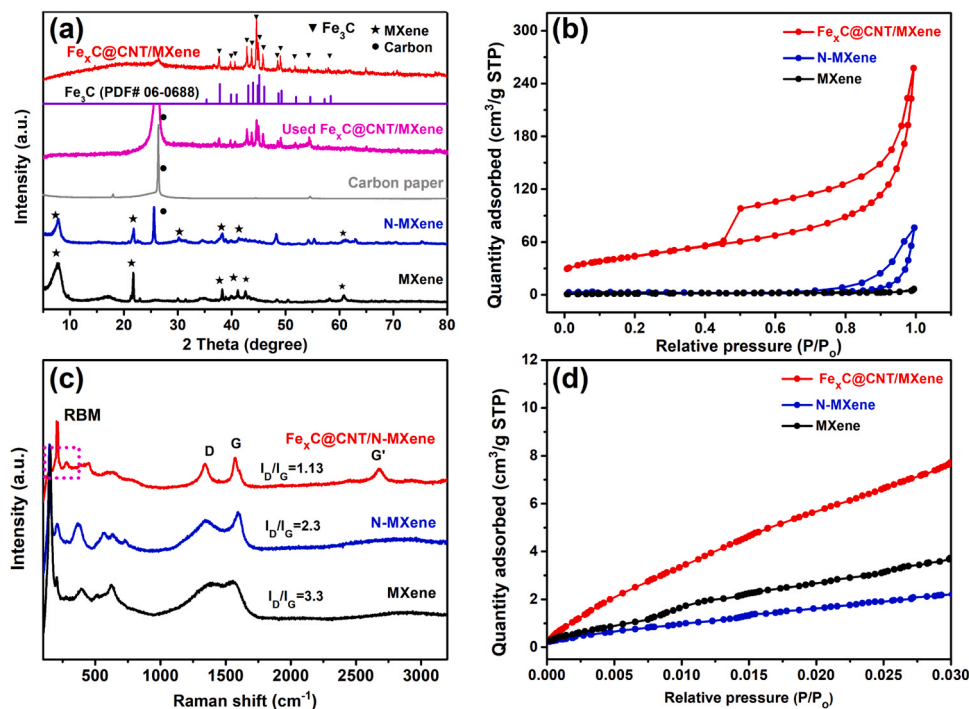 (a)
▼ Fe3C ★ MXene
● Carbon
FexC@CNT/MXene
Fe3C (PDF# 06-0688)
Used FexC@CNT/MXene
Carbon paper
N-MXene
MXene
Intensity (a.u.)
10 20 30 40 50 60 70 80
2 Theta (degree)
(b)
FexC@CNT/MXene
N-MXene
MXene
Quantity adsorbed (cm3/g STP)
300
240
180
120
60
0
0.0 0.2 0.4 0.6 0.8 1.0
Relative pressure (P/Po)
(c)
RBM
D
G
G'
FexC@CNT/N-MXene
ID/IG=1.13
N-MXene
ID/IG=2.3
MXene
ID/IG=3.3
Intensity (a.u.)
500 1000 1500 2000 2500 3000
Raman shift (cm-1)
(d)
FexC@CNT/MXene
N-MXene
MXene
Quantity adsorbed (cm3/g STP)
12
10
8
6
4
2
0
0.000 0.005 0.010 0.015 0.020 0.025 0.030
Relative pressure (P/Po)